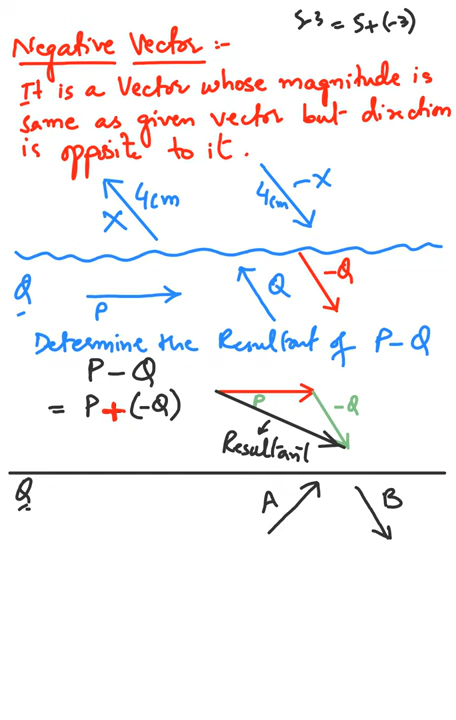 5-3 = 5+(-3)
Negative Vector :-
It is a Vector whose magnitude is
same as given vector but direction
is opposite to it.
X 4cm 4cm -X
Q P Q -Q
Determine the Resultant of P-Q
P-Q
= P+(-Q) P -Q
Resultant
Q A B